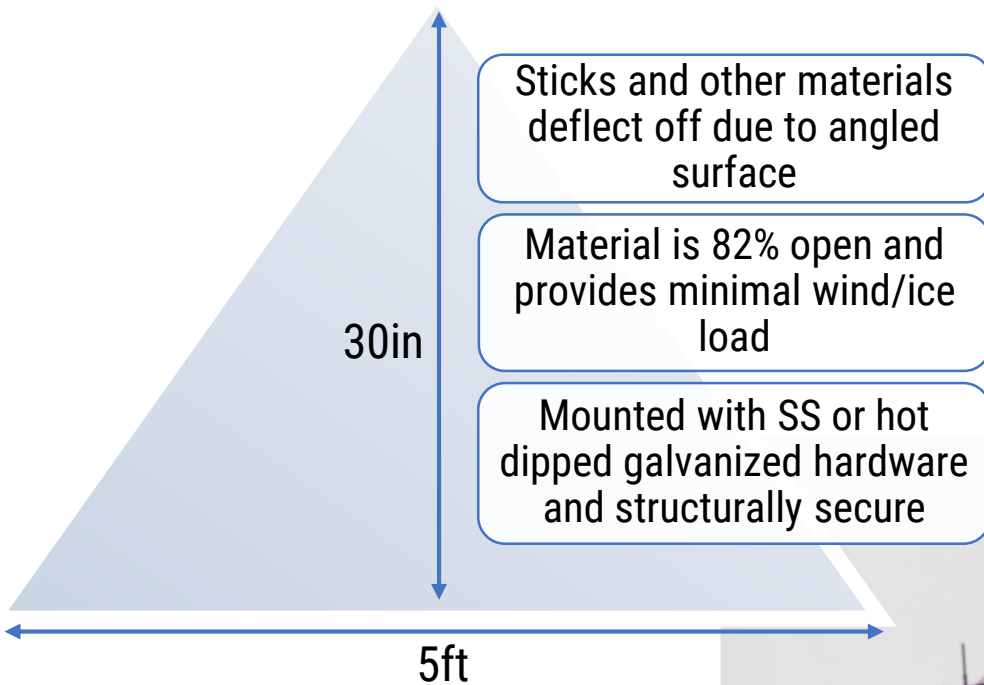 Sticks and other materials
deflect off due to angled
surface
Material is 82% open and
provides minimal wind/ice
load
30in
Mounted with SS or hot
dipped galvanized hardware
and structurally secure
5ft